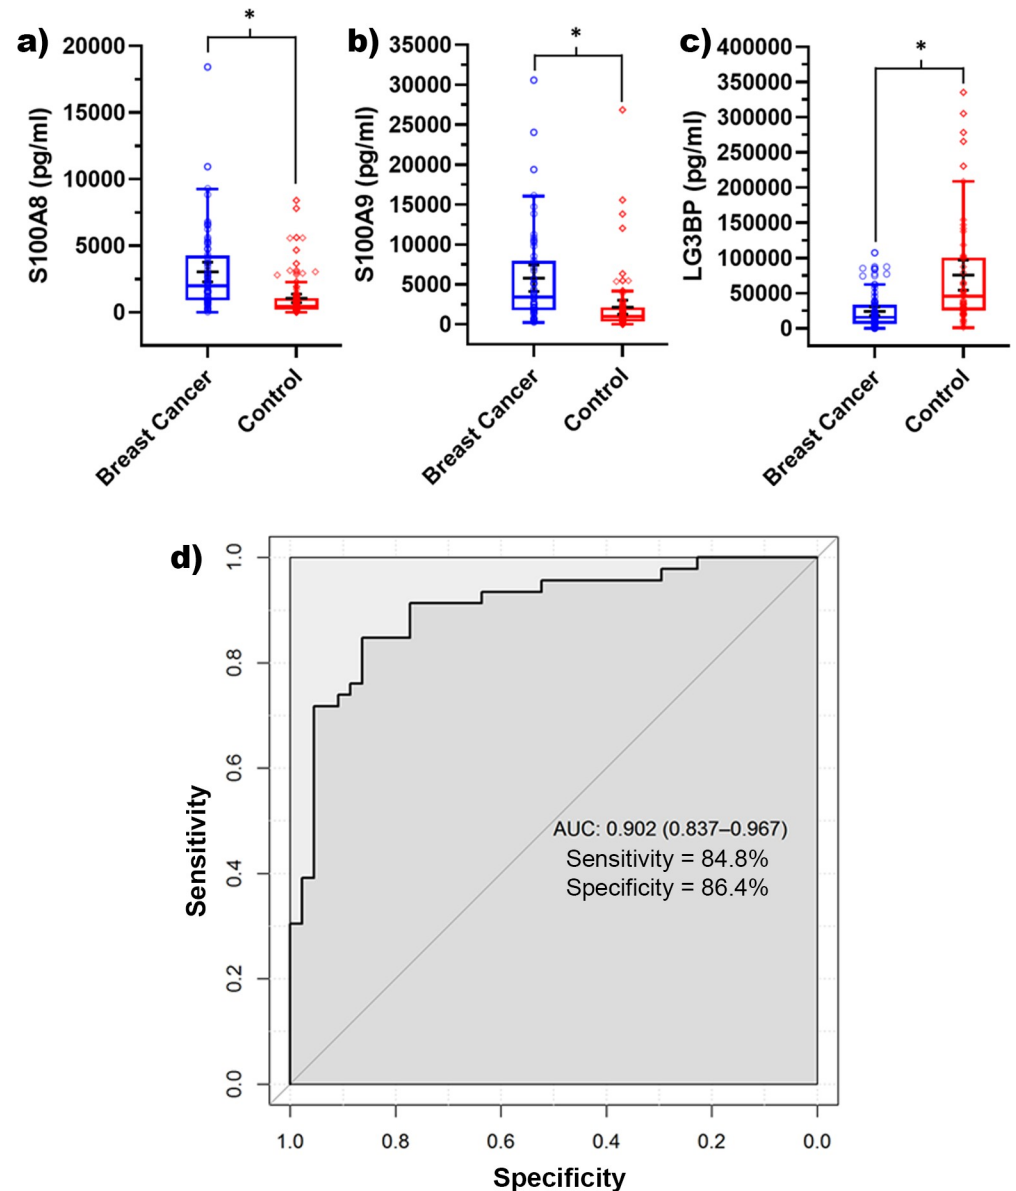 a)
*
S100A8 (pg/ml)
20000
15000
10000
5000
0
Breast Cancer
Control
b)
*
S100A9 (pg/ml)
35000
30000
25000
20000
15000
10000
5000
0
Breast Cancer
Control
c)
*
LG3BP (pg/ml)
400000
350000
300000
250000
200000
150000
100000
50000
0
Breast Cancer
Control
d)
Sensitivity
1.0
0.8
0.6
0.4
0.2
0.0
AUC: 0.902 (0.837–0.967)
Sensitivity = 84.8%
Specificity = 86.4%
1.0 0.8 0.6 0.4 0.2 0.0
Specificity